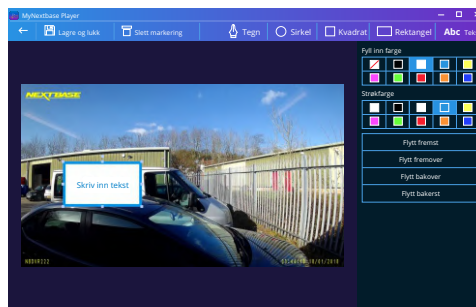 MyNextbase Player
Lagre og lukk
Slett markering
Tegn
Sirkel
Kvadrat
Rektangel
Abc Tek
Fyll inn farge
NEXTBASE
Strøkfarge
Skriv inn tekst
Flytt fremst
Flytt fremover
Flytt bakover
Flytt bakerst